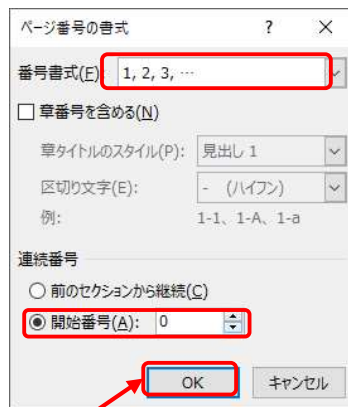 ページ番号の書式 ? ×
番号書式(F): 1, 2, 3, …
章番号を含める(N)
章タイトルのスタイル(P): 見出し 1
区切り文字(E): - (ハイフン)
例: 1-1、1-A、1-a
連続番号
前のセクションから継続(C)
開始番号(A): 0
OK キャンセル